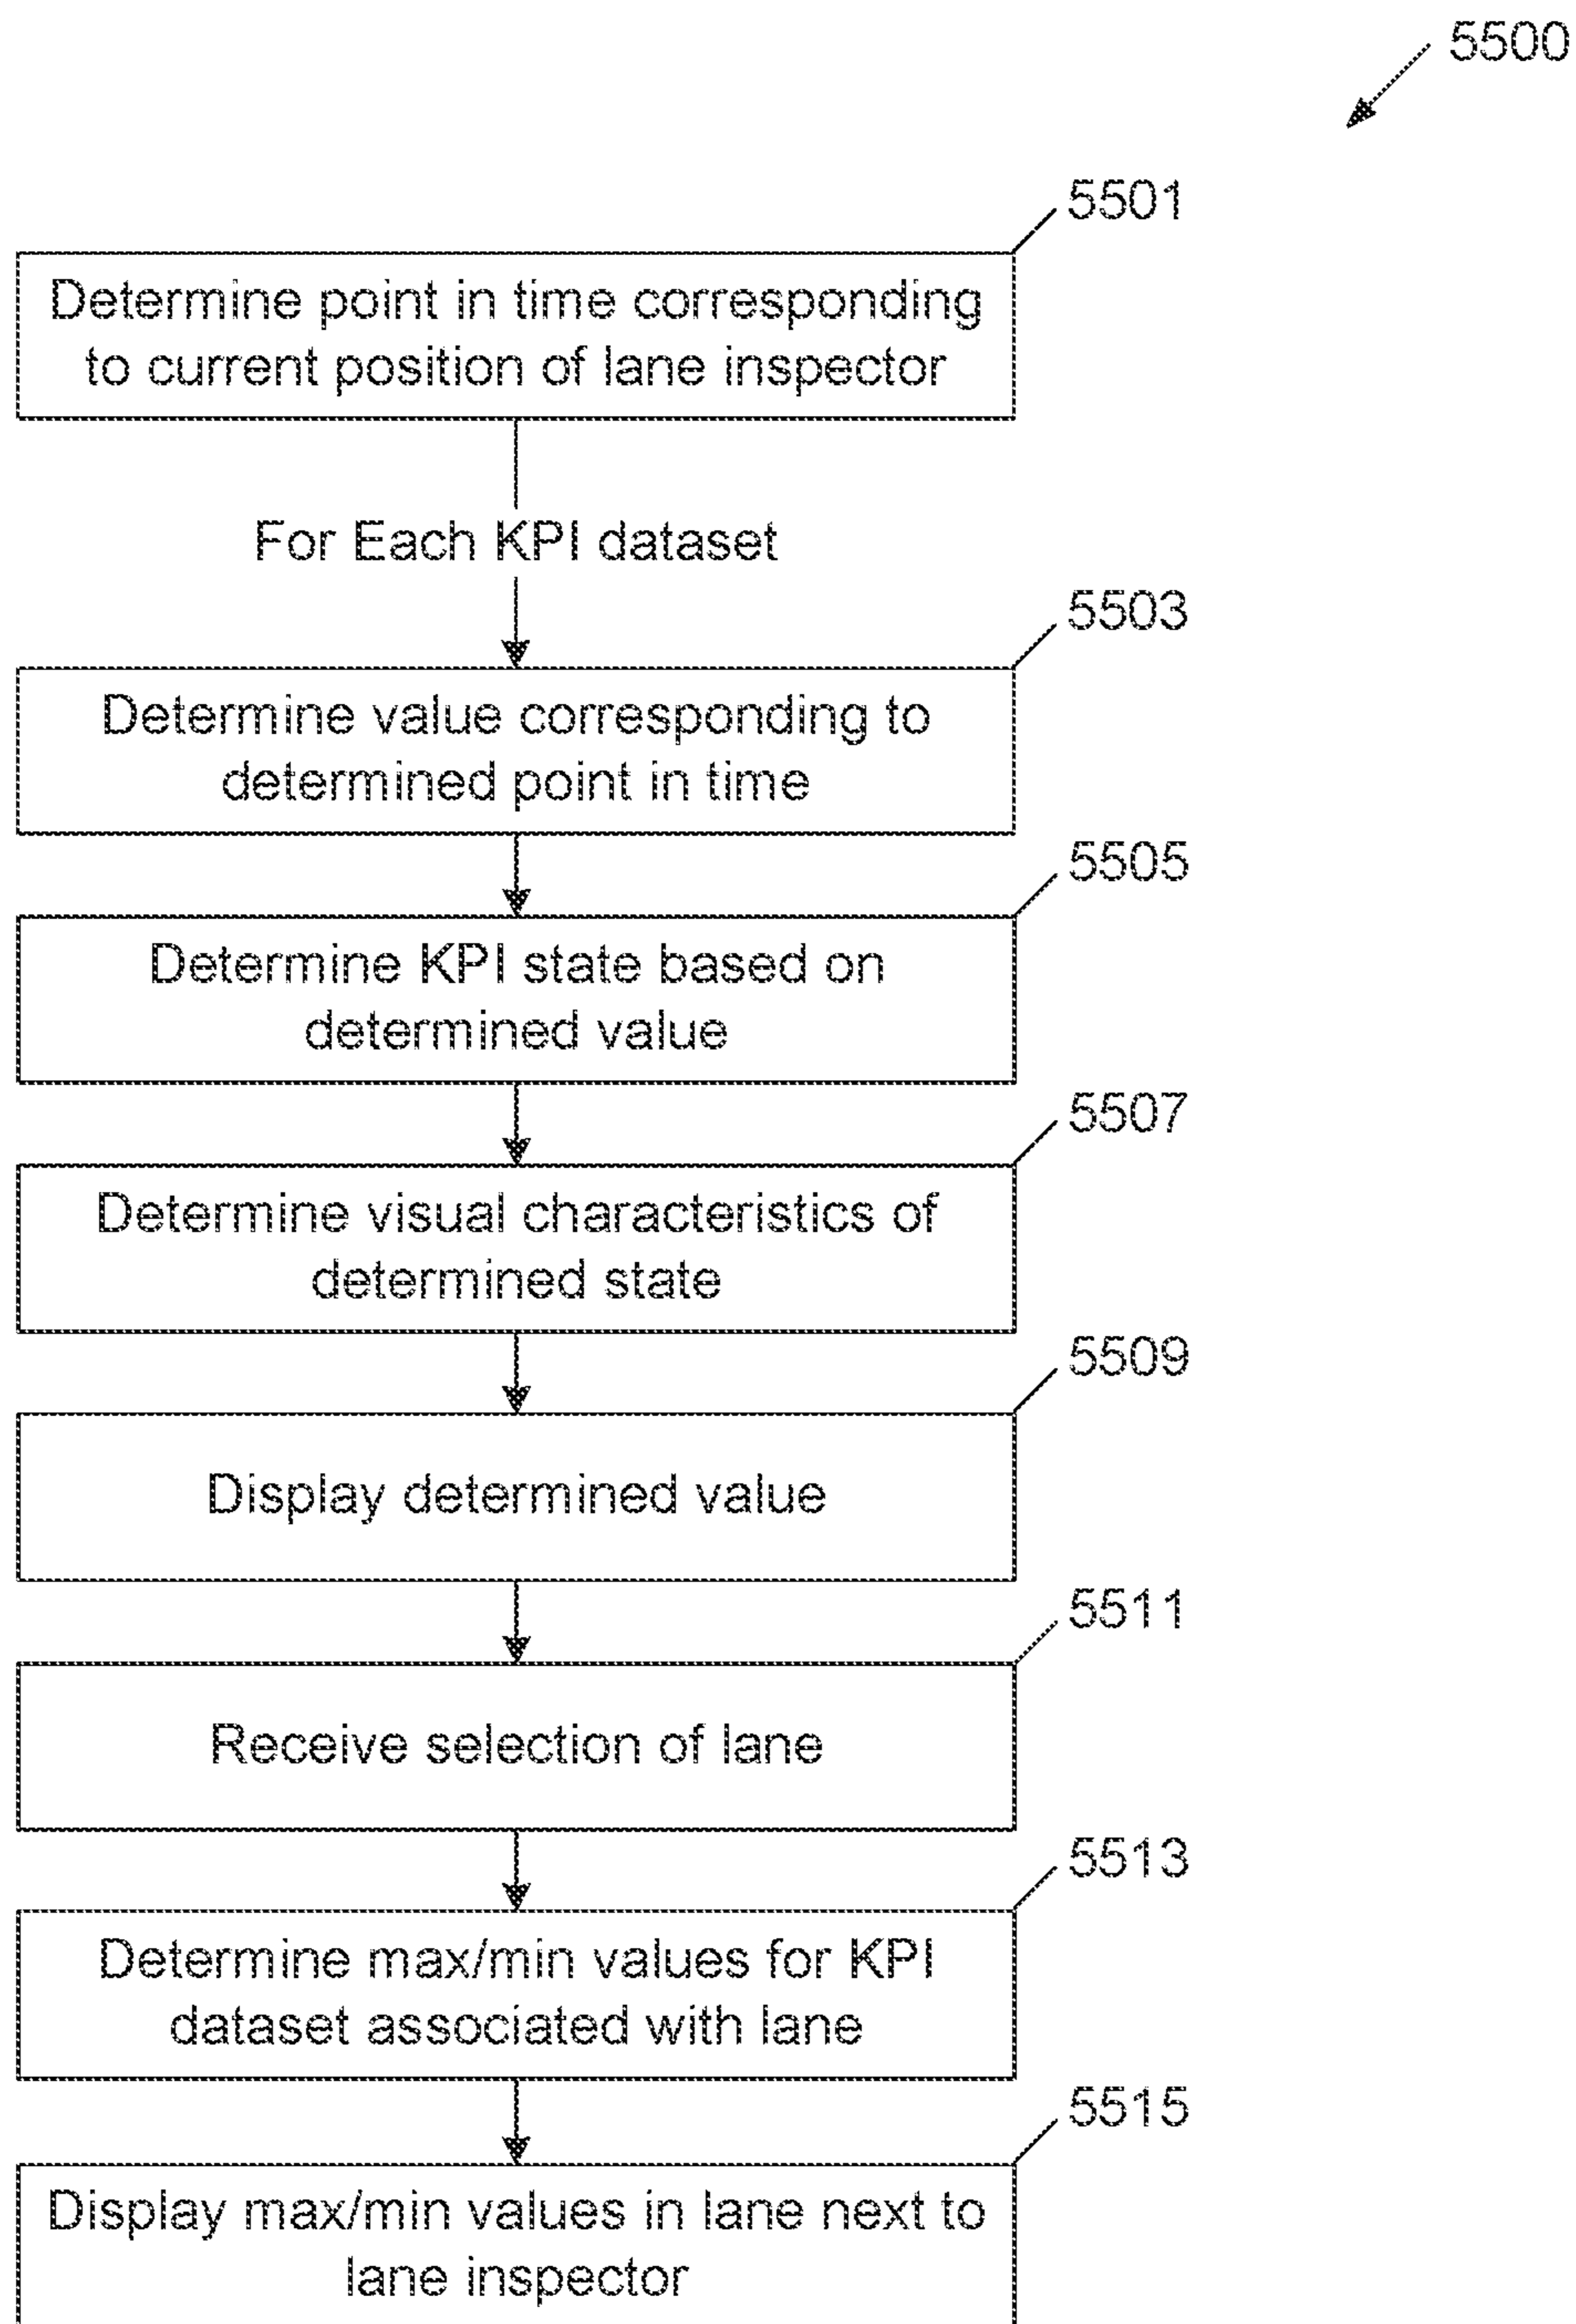 5500
5501
Determine point in time corresponding
to current position of lane inspector
For Each KPI dataset
5503
Determine value corresponding to
determined point in time
5505
Determine KPI state based on
determined value
5507
Determine visual characteristics of
determined state
5509
Display determined value
5511
Receive selection of lane
5513
Determine max/min values for KPI
dataset associated with lane
5515
Display max/min values in lane next to
lane inspector